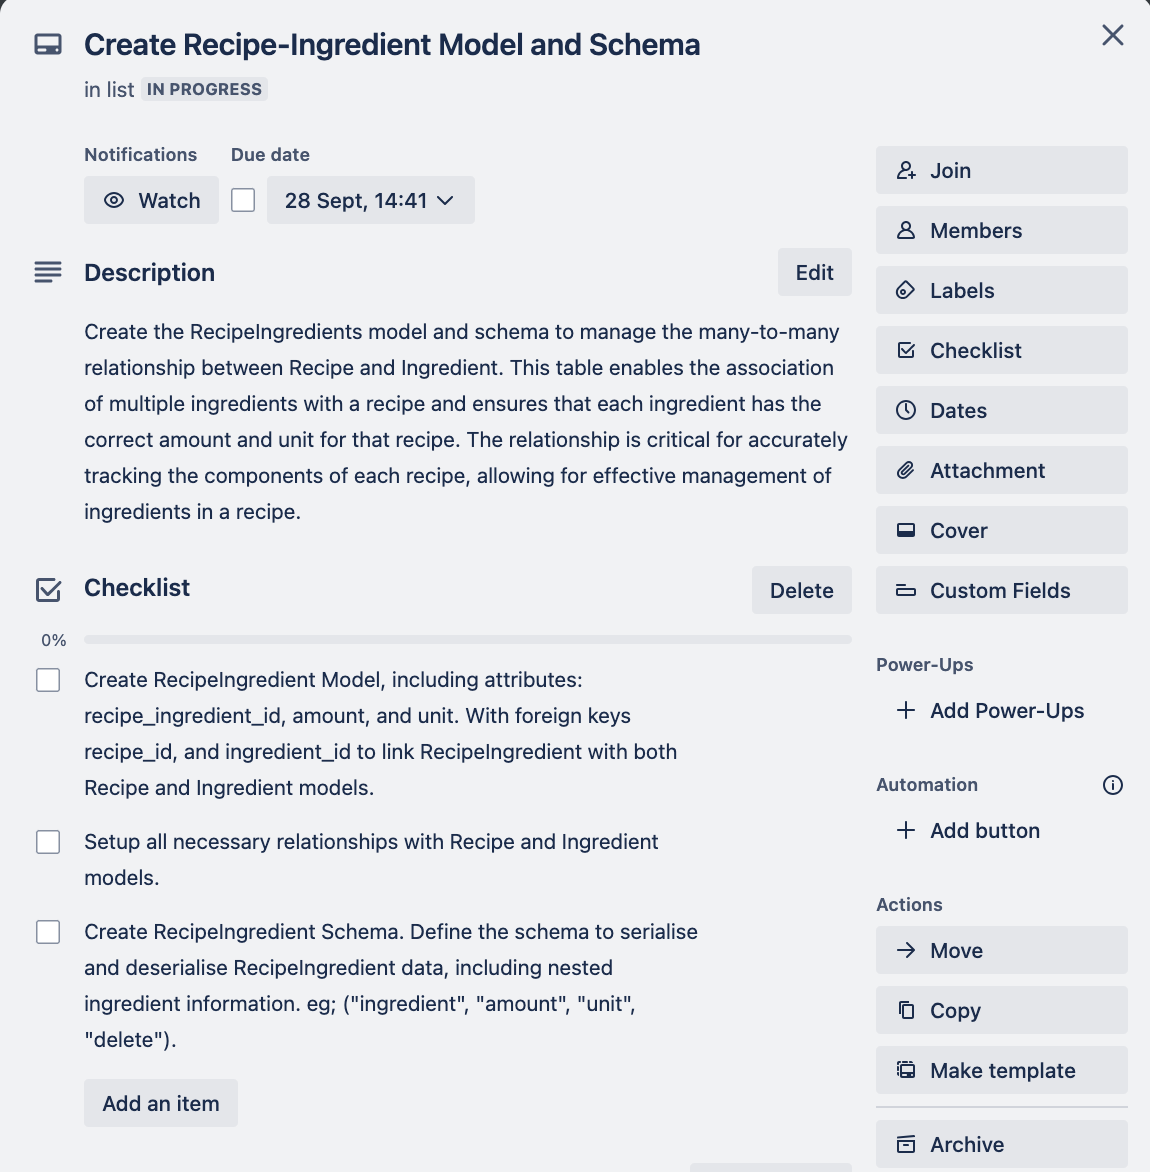 Create Recipe-Ingredient Model and Schema
in list IN PROGRESS
Notifications
Due date
Watch
28 Sept, 14:41
Description
Edit
Create the RecipeIngredients model and schema to manage the many-to-many
relationship between Recipe and Ingredient. This table enables the association
of multiple ingredients with a recipe and ensures that each ingredient has the
correct amount and unit for that recipe. The relationship is critical for accurately
tracking the components of each recipe, allowing for effective management of
ingredients in a recipe.
Checklist
Delete
0%
Create RecipeIngredient Model, including attributes:
recipe_ingredient_id, amount, and unit. With foreign keys
recipe_id, and ingredient_id to link RecipeIngredient with both
Recipe and Ingredient models.
Setup all necessary relationships with Recipe and Ingredient
models.
Create RecipeIngredient Schema. Define the schema to serialise
and deserialise RecipeIngredient data, including nested
ingredient information. eg; ("ingredient", "amount", "unit",
"delete").
Add an item
Join
Members
Labels
Checklist
Dates
Attachment
Cover
Custom Fields
Power-Ups
Add Power-Ups
Automation
Add button
Actions
Move
Copy
Make template
Archive